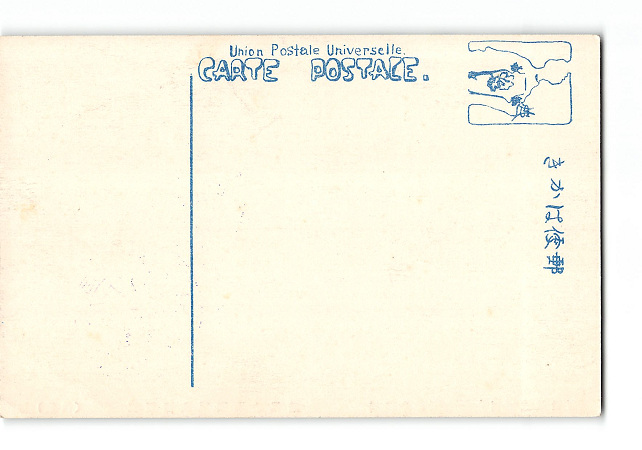 Union Postale Universelle.
CARTE POSTALE.
きかは便郵